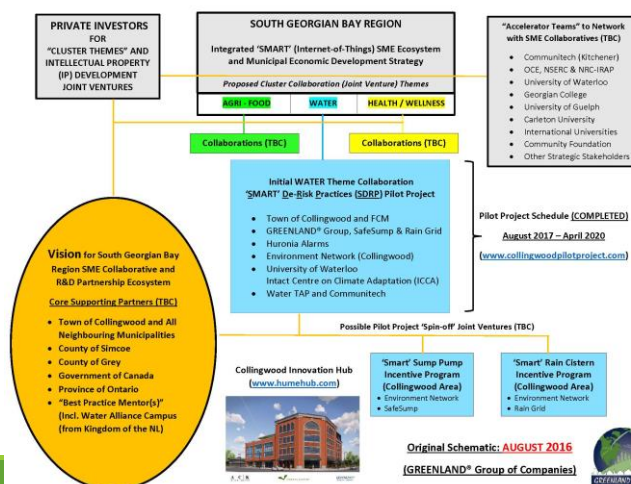 PRIVATE INVESTORS
FOR
"CLUSTER THEMES" AND
INTELLECTUAL PROPERTY
(IP) DEVELOPMENT
JOINT VENTURES
SOUTH GEORGIAN BAY REGION
Integrated 'SMART' (Internet-of-Things) SME Ecosystem
and Municipal Economic Development Strategy
Proposed Cluster Collaboration (Joint Venture) Themes
AGRI - FOOD
WATER
HEALTH / WELLNESS
"Accelerator Teams" to Network
with SME Collaboratives (TBC)
• Communitech (Kitchener)
• OCE, NSERC & NRC-IRAP
• University of Waterloo
• Georgian College
• University of Guelph
• Carleton University
• International Universities
• Community Foundation
• Other Strategic Stakeholders
Collaborations (TBC)
Collaborations (TBC)
Initial WATER Theme Collaboration
'SMART' De-Risk Practices (SDRP) Pilot Project
• Town of Collingwood and FCM
• GREENLAND® Group, SafeSump & Rain Grid
• Huronia Alarms
• Environment Network (Collingwood)
• University of Waterloo
Intact Centre on Climate Adaptation (ICCA)
• Water TAP and Communitech
Pilot Project Schedule (COMPLETED)
August 2017 – April 2020
(www.collingwoodpilotproject.com)
Vision for South Georgian Bay
Region SME Collaborative and
R&D Partnership Ecosystem
Core Supporting Partners (TBC)
• Town of Collingwood and All
Neighbouring Municipalities
• County of Simcoe
• County of Grey
• Government of Canada
• Province of Ontario
• "Best Practice Mentor(s)"
(Incl. Water Alliance Campus
(from Kingdom of the NL)
Possible Pilot Project 'Spin-off' Joint Ventures (TBC)
Collingwood Innovation Hub
(www.humehub.com)
'Smart' Sump Pump
Incentive Program
(Collingwood Area)
• Environment Network
• SafeSump
'Smart' Rain Cistern
Incentive Program
(Collingwood Area)
• Environment Network
• Rain Grid
Original Schematic: AUGUST 2016
(GREENLAND® Group of Companies)
GREENLAND